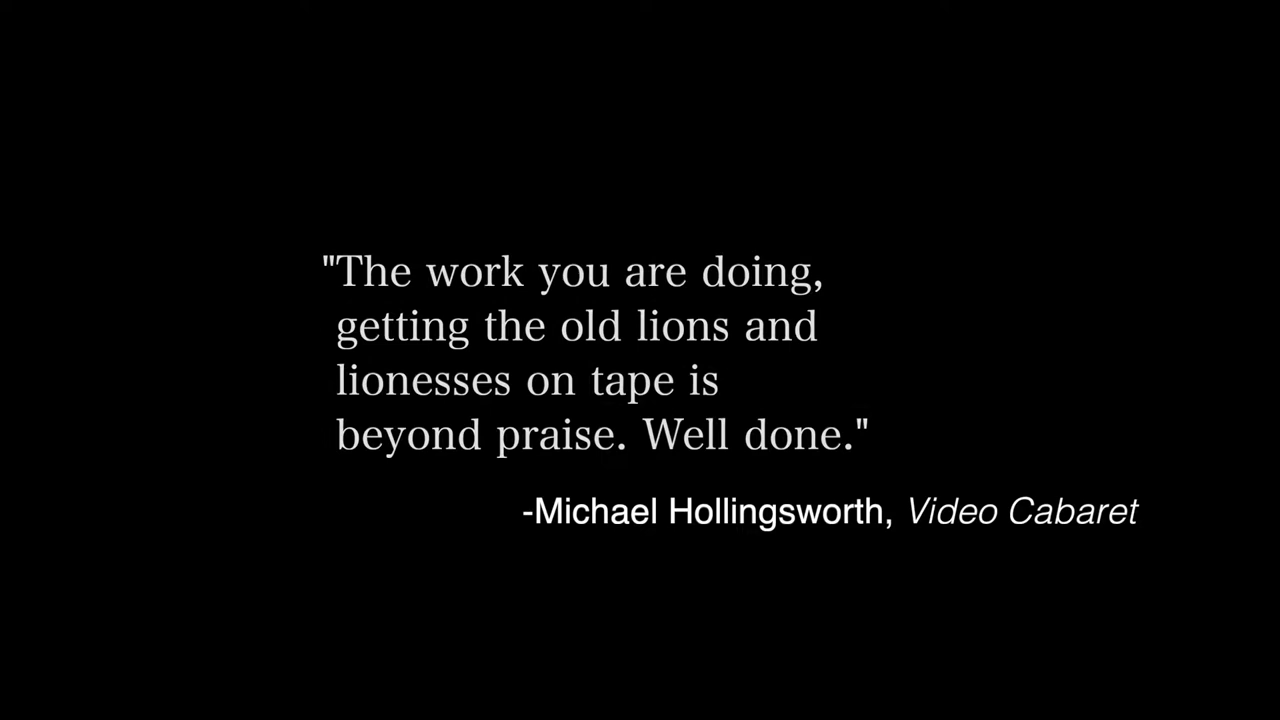 "The work you are doing,
getting the old lions and
lionesses on tape is
beyond praise. Well done."
-Michael Hollingsworth, Video Cabaret